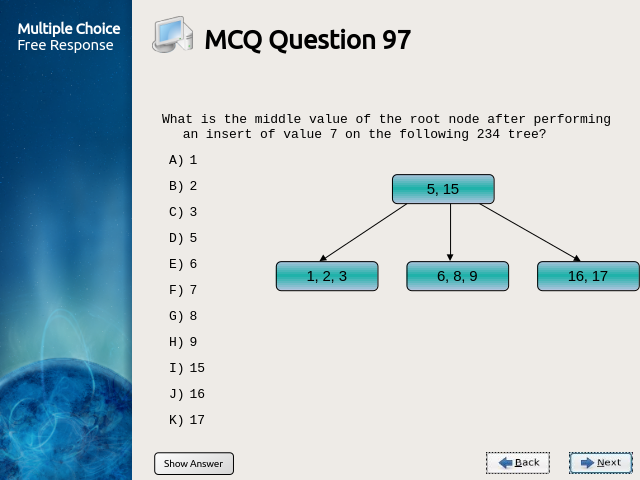 Multiple Choice
Free Response
MCQ Question 97
What is the middle value of the root node after performing
an insert of value 7 on the following 234 tree?
A) 1
B) 2
C) 3
D) 5
E) 6
F) 7
G) 8
H) 9
I) 15
J) 16
K) 17
5, 15
1, 2, 3
6, 8, 9
16, 17
Show Answer
Back
Next